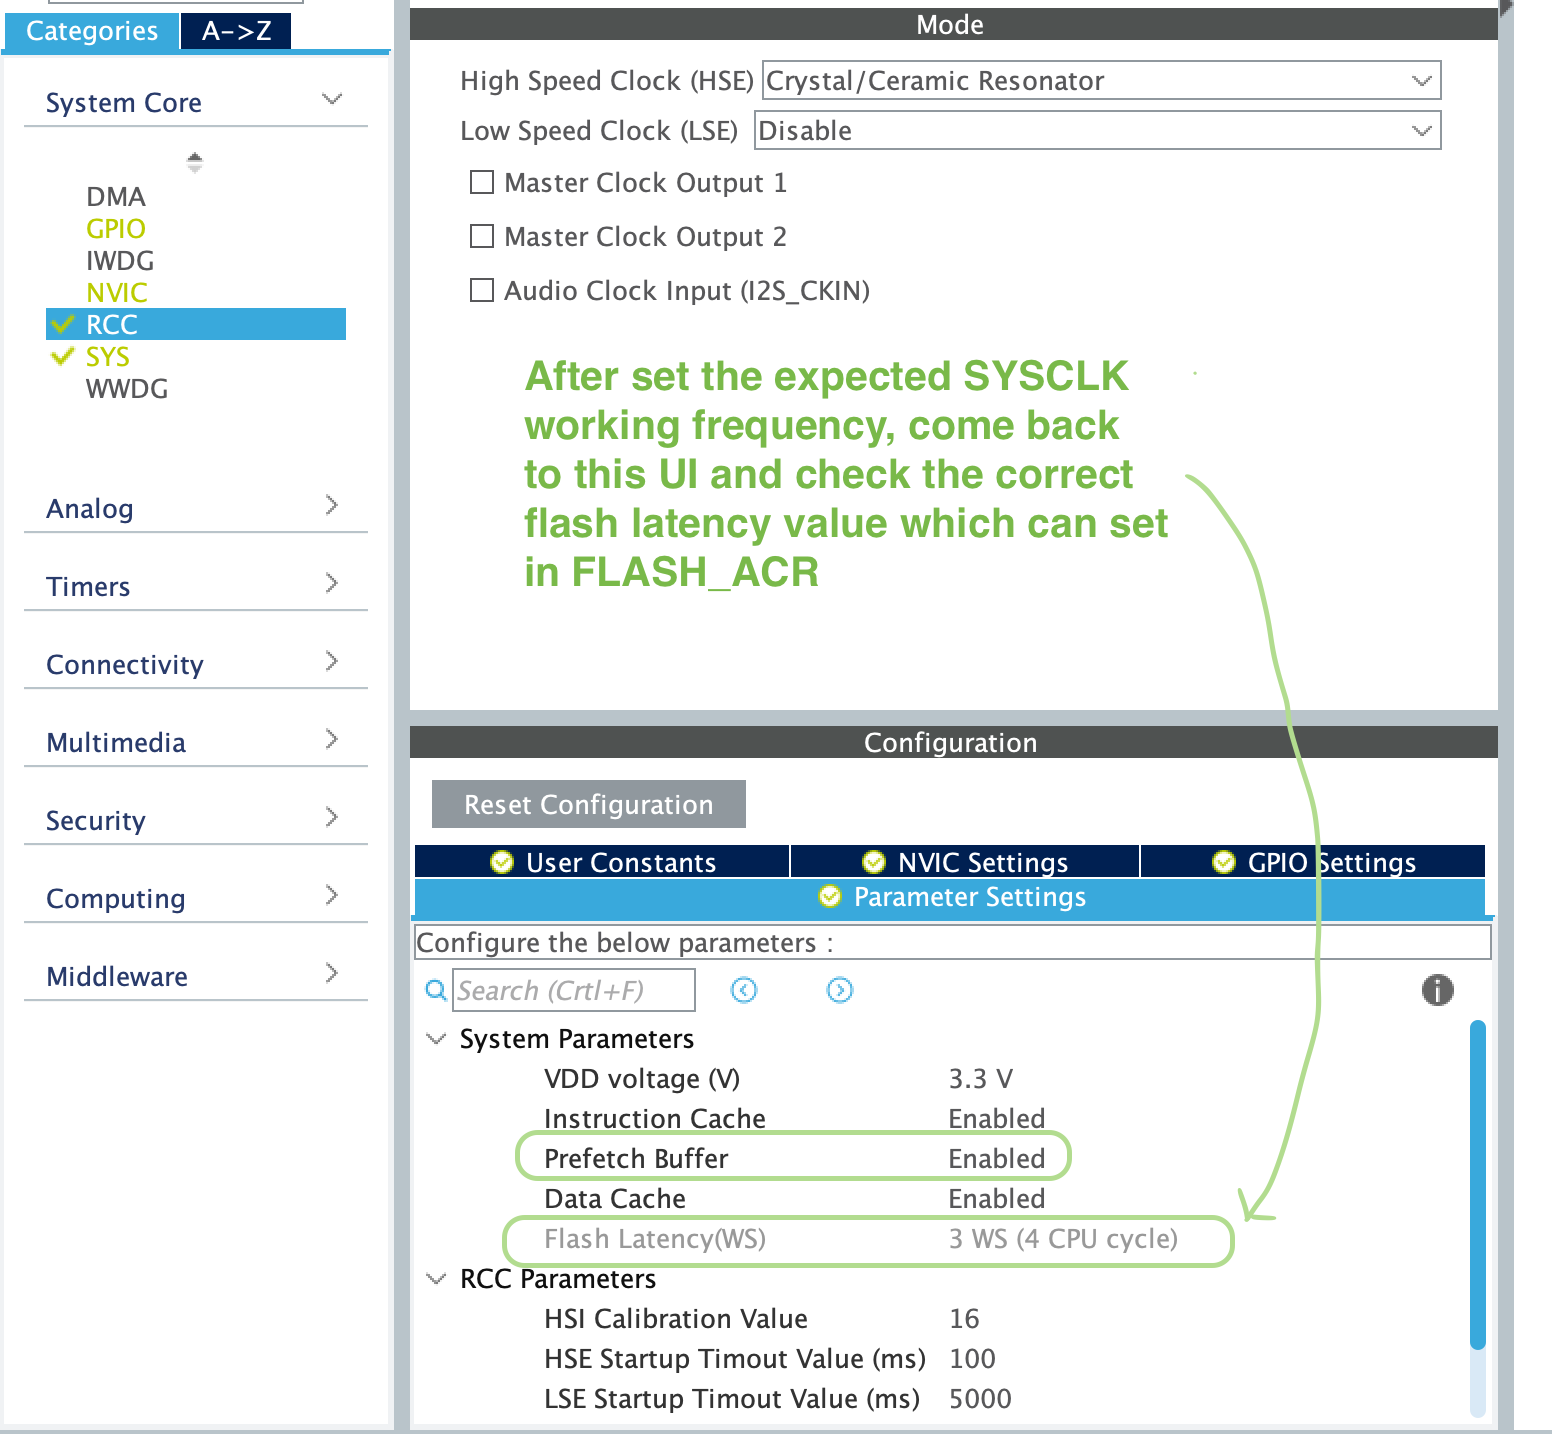 Categories
A->Z
System Core
DMA
GPIO
IWDG
NVIC
RCC
SYS
WWDG
Analog
Timers
Connectivity
Multimedia
Security
Computing
Middleware
Mode
High Speed Clock (HSE) Crystal/Ceramic Resonator
Low Speed Clock (LSE) Disable
Master Clock Output 1
Master Clock Output 2
Audio Clock Input (I2S_CKIN)
After set the expected SYSCLK
working frequency, come back
to this UI and check the correct
flash latency value which can set
in FLASH_ACR
Configuration
Reset Configuration
User Constants
NVIC Settings
GPIO Settings
Parameter Settings
Configure the below parameters :
Search (Crtl+F)
System Parameters
VDD voltage (V) 3.3 V
Instruction Cache Enabled
Prefetch Buffer Enabled
Data Cache Enabled
Flash Latency(WS) 3 WS (4 CPU cycle)
RCC Parameters
HSI Calibration Value 16
HSE Startup Timout Value (ms) 100
LSE Startup Timout Value (ms) 5000